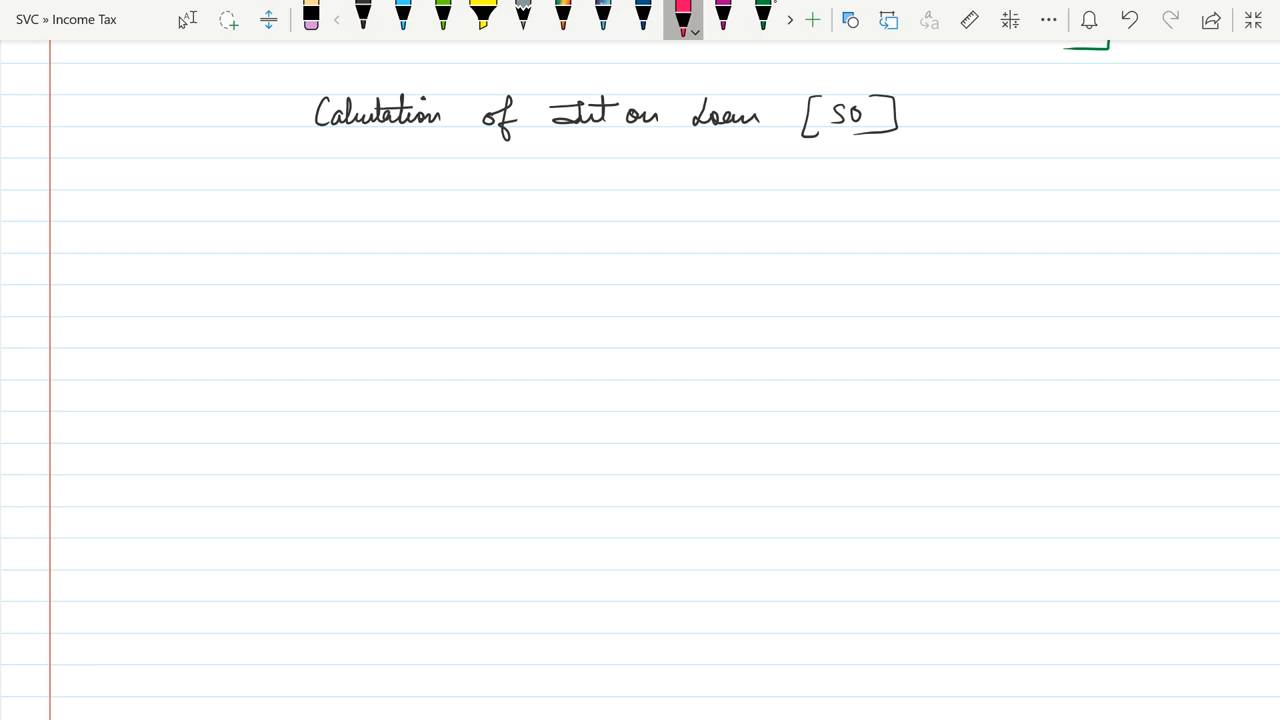 SVC » Income Tax
Calculation of Int on Loan [SO]